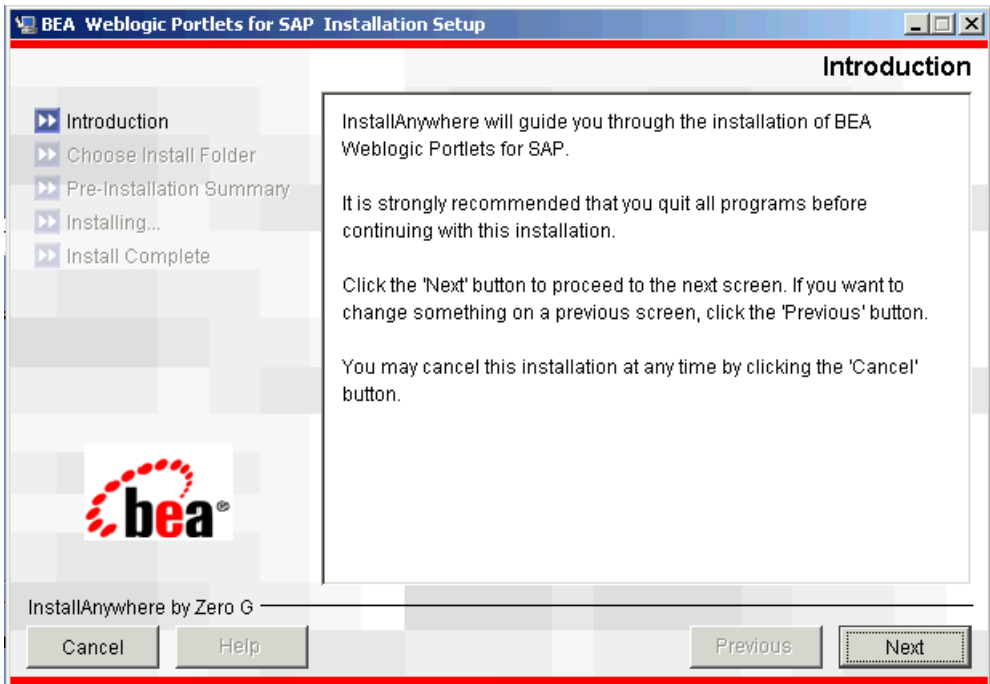 BEA Weblogic Portlets for SAP Installation Setup
Introduction
Introduction
Choose Install Folder
Pre-Installation Summary
Installing...
Install Complete
InstallAnywhere will guide you through the installation of BEA
Weblogic Portlets for SAP.
It is strongly recommended that you quit all programs before
continuing with this installation.
Click the 'Next' button to proceed to the next screen. If you want to
change something on a previous screen, click the 'Previous' button.
You may cancel this installation at any time by clicking the 'Cancel'
button.
bea®
InstallAnywhere by Zero G
Cancel
Help
Previous
Next